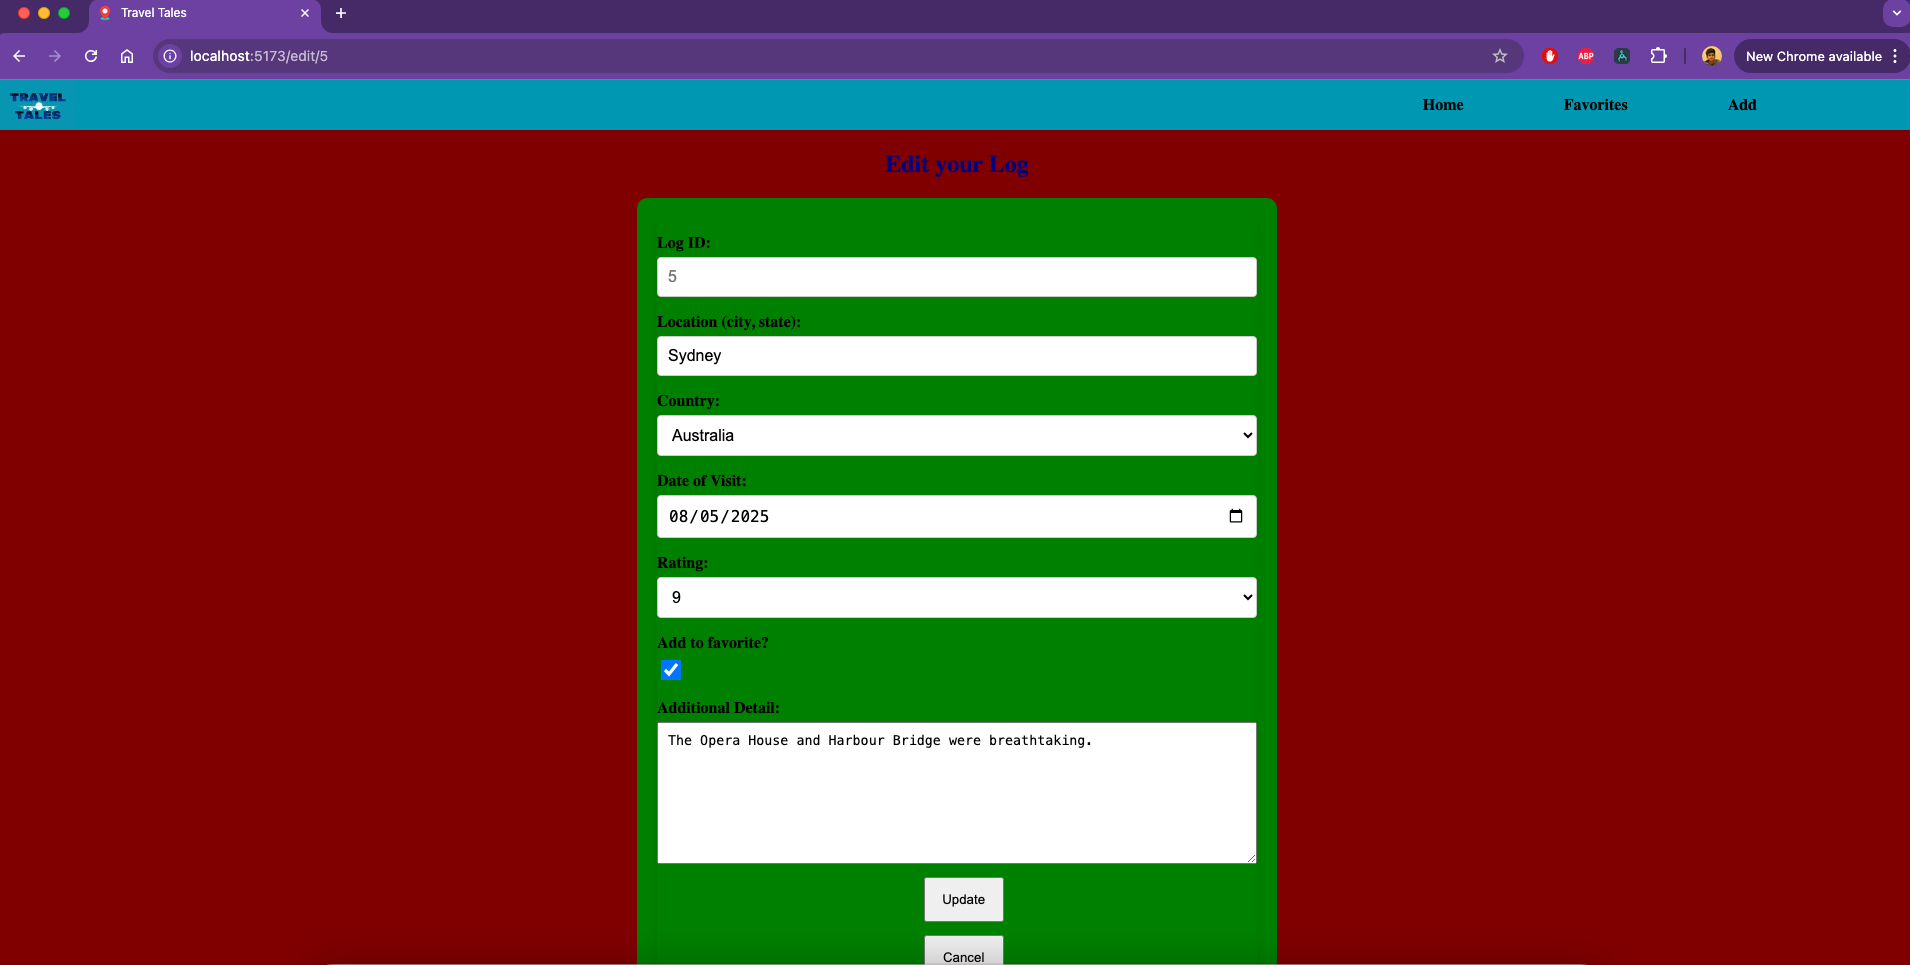 Travel Tales
localhost:5173/edit/5
ABP
New Chrome available
TRAVEL
TALES
Home Favorites Add
Edit your Log
Log ID:
5
Location (city, state):
Sydney
Country:
Australia
Date of Visit:
08/05/2025
Rating:
9
Add to favorite?
Additional Detail:
The Opera House and Harbour Bridge were breathtaking.
Update
Cancel